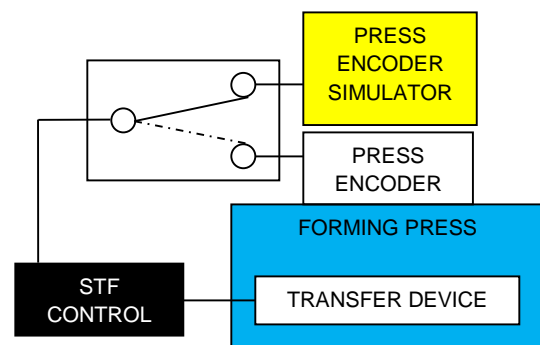 PRESS
ENCODER
SIMULATOR
PRESS
ENCODER
FORMING PRESS
STF
CONTROL
TRANSFER DEVICE